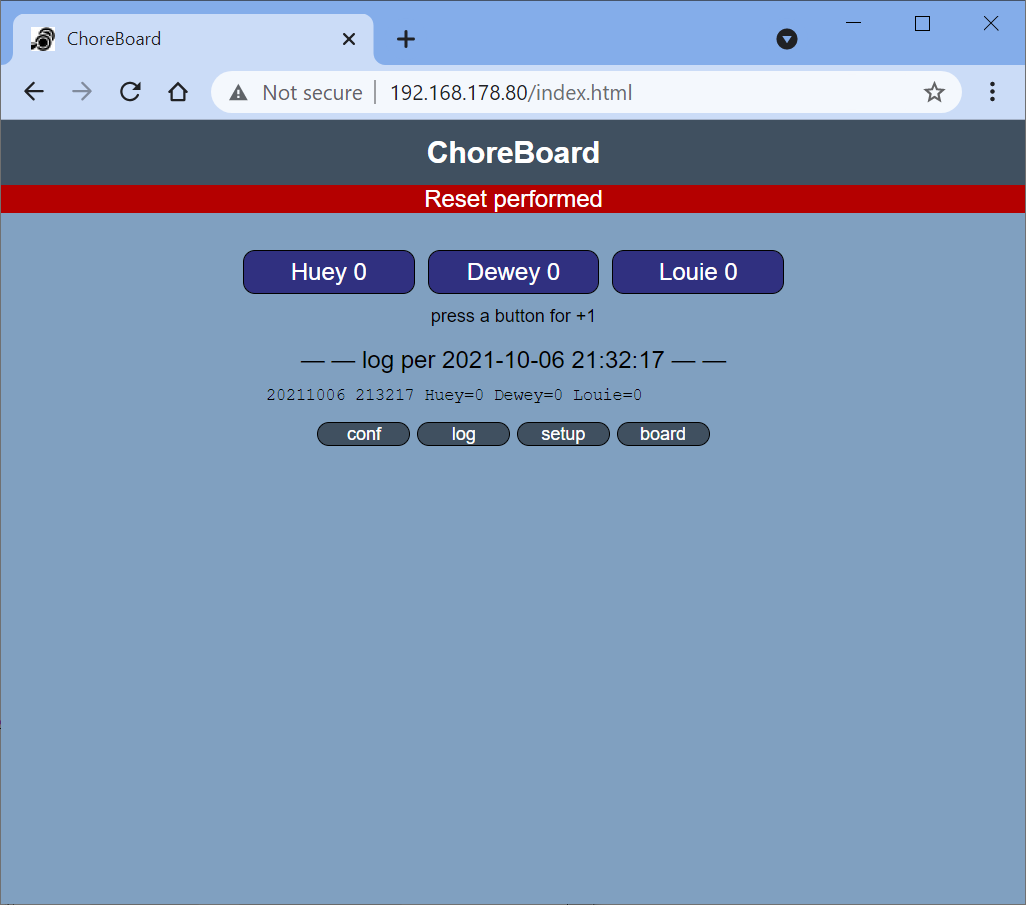 ChoreBoard
Not secure 192.168.178.80/index.html
ChoreBoard
Reset performed
Huey 0 Dewey 0 Louie 0
press a button for +1
— — log per 2021-10-06 21:32:17 — —
20211006 213217 Huey=0 Dewey=0 Louie=0
conf log setup board